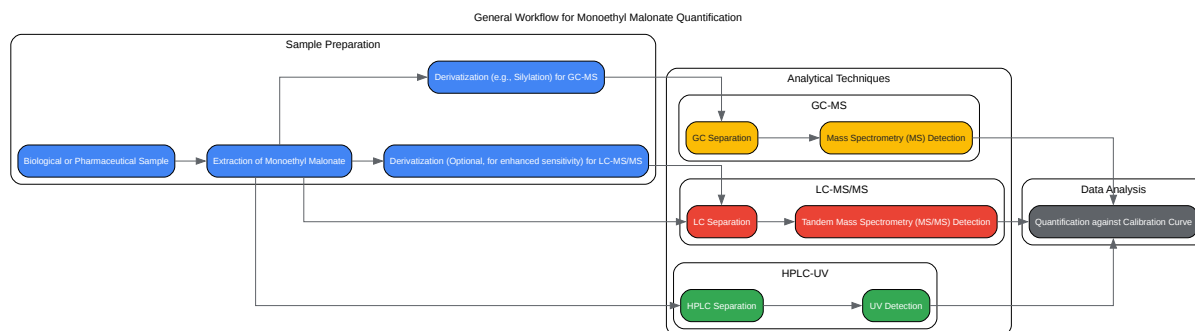 General Workflow for Monoethyl Malonate Quantification
Sample Preparation
Derivatization (e.g., Silylation) for GC-MS
Biological or Pharmaceutical Sample
Extraction of Monoethyl Malonate
Derivatization (Optional, for enhanced sensitivity) for LC-MS/MS
Analytical Techniques
GC-MS
GC Separation
Mass Spectrometry (MS) Detection
LC-MS/MS
LC Separation
Tandem Mass Spectrometry (MS/MS) Detection
HPLC-UV
HPLC Separation
UV Detection
Data Analysis
Quantification against Calibration Curve